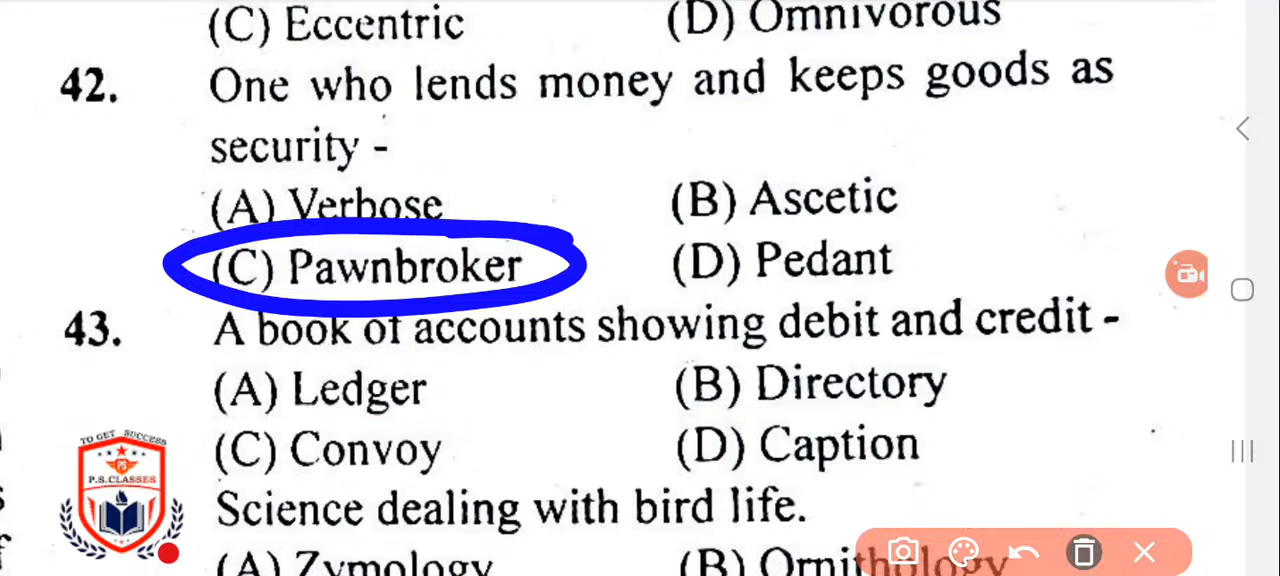 (C) Eccentric (D) Omnivorous
42. One who lends money and keeps goods as
security -
(A) Verbose (B) Ascetic
(C) Pawnbroker (D) Pedant
43. A book of accounts showing debit and credit -
(A) Ledger (B) Directory
(C) Convoy (D) Caption
TO GET SUCCESS
PS
P.S.CLASSES
Science dealing with bird life.
(A) Zymology (B) Ornithology